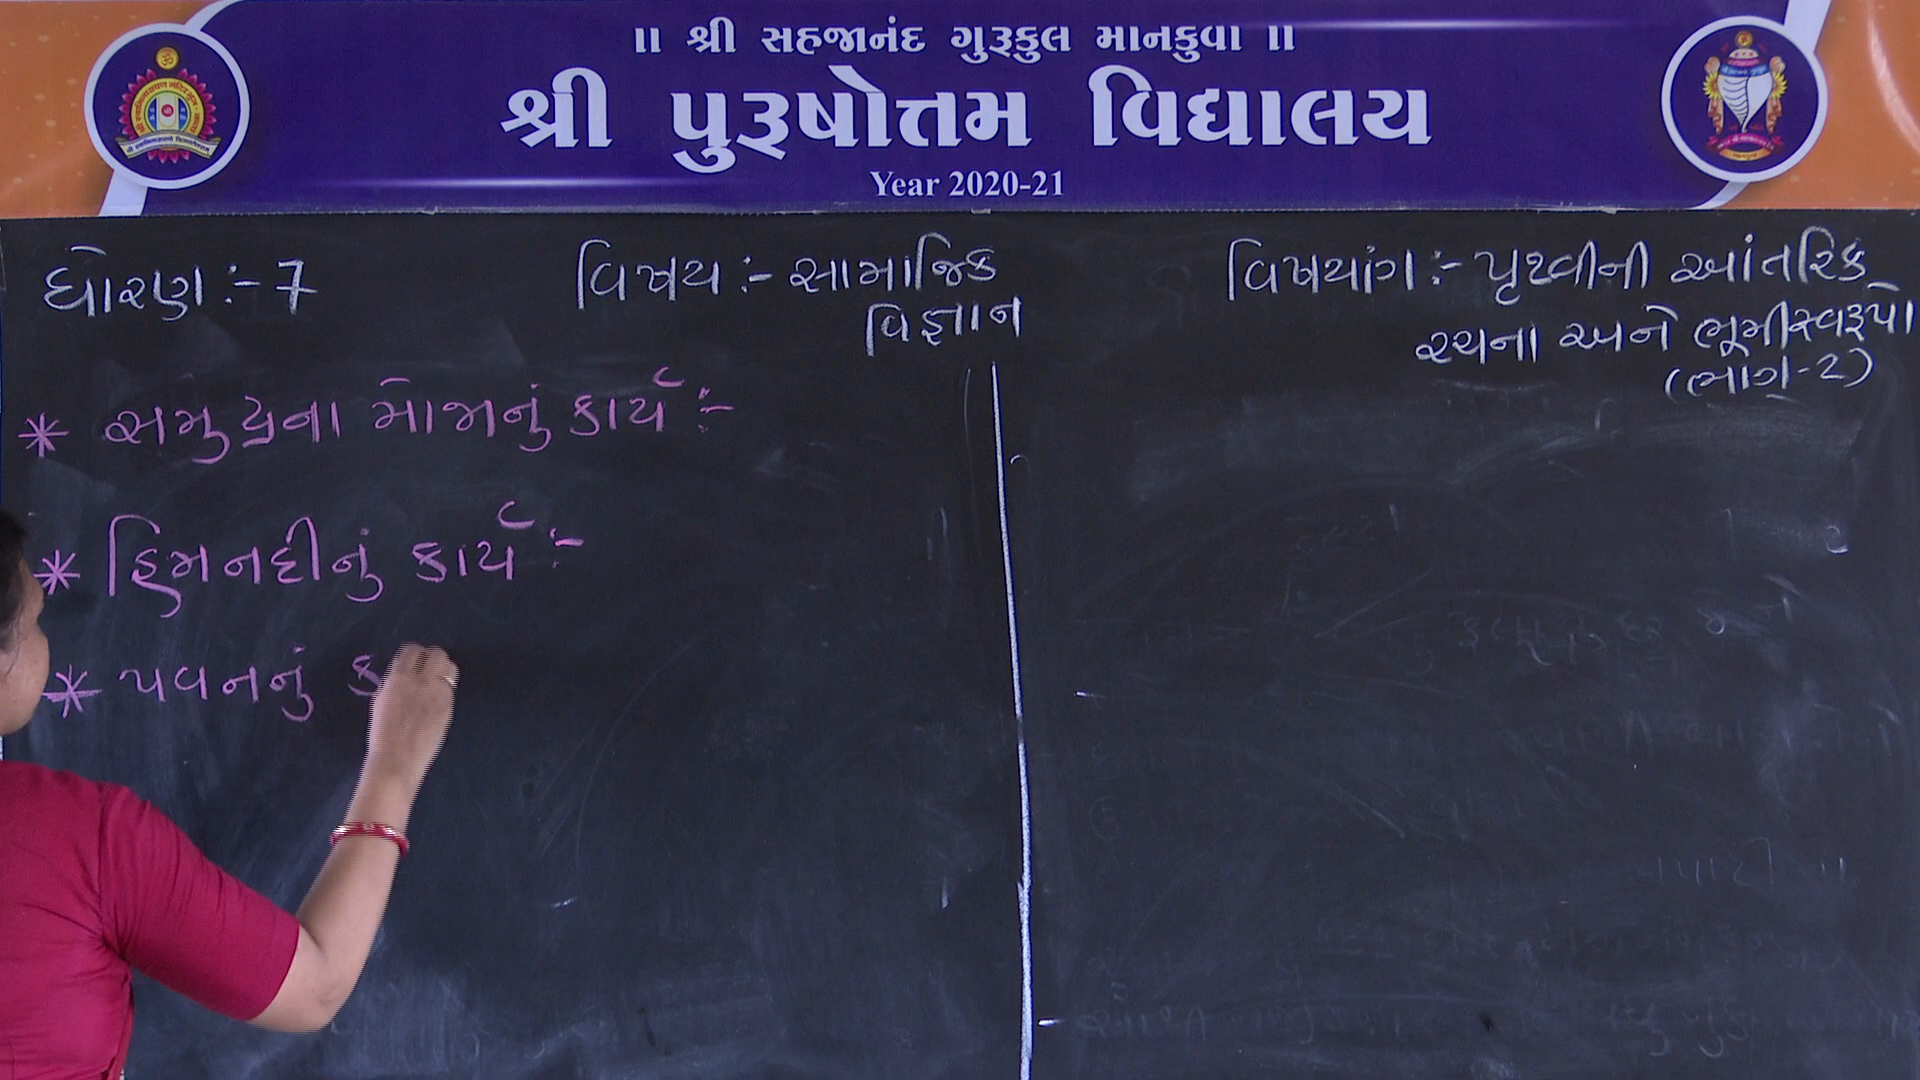 ॥ શ્રી સહજાનંદ ગુરૂકુલ માનકુવા ॥
શ્રી પુરૂષોત્તમ વિદ્યાલય
Year 2020-21
ધોરણ :- 7
વિષય :- સામાજિક
વિજ્ઞાન
વિષયાંગ :- પૃથ્વીની આંતરિક
રચના અને ભૂમીસ્વરૂપો
(ભાગ-2)
* સમુદ્રના મોજાનું કાર્ય :-
* હિમનદીનું કાર્ય :-
* પવનનું ક